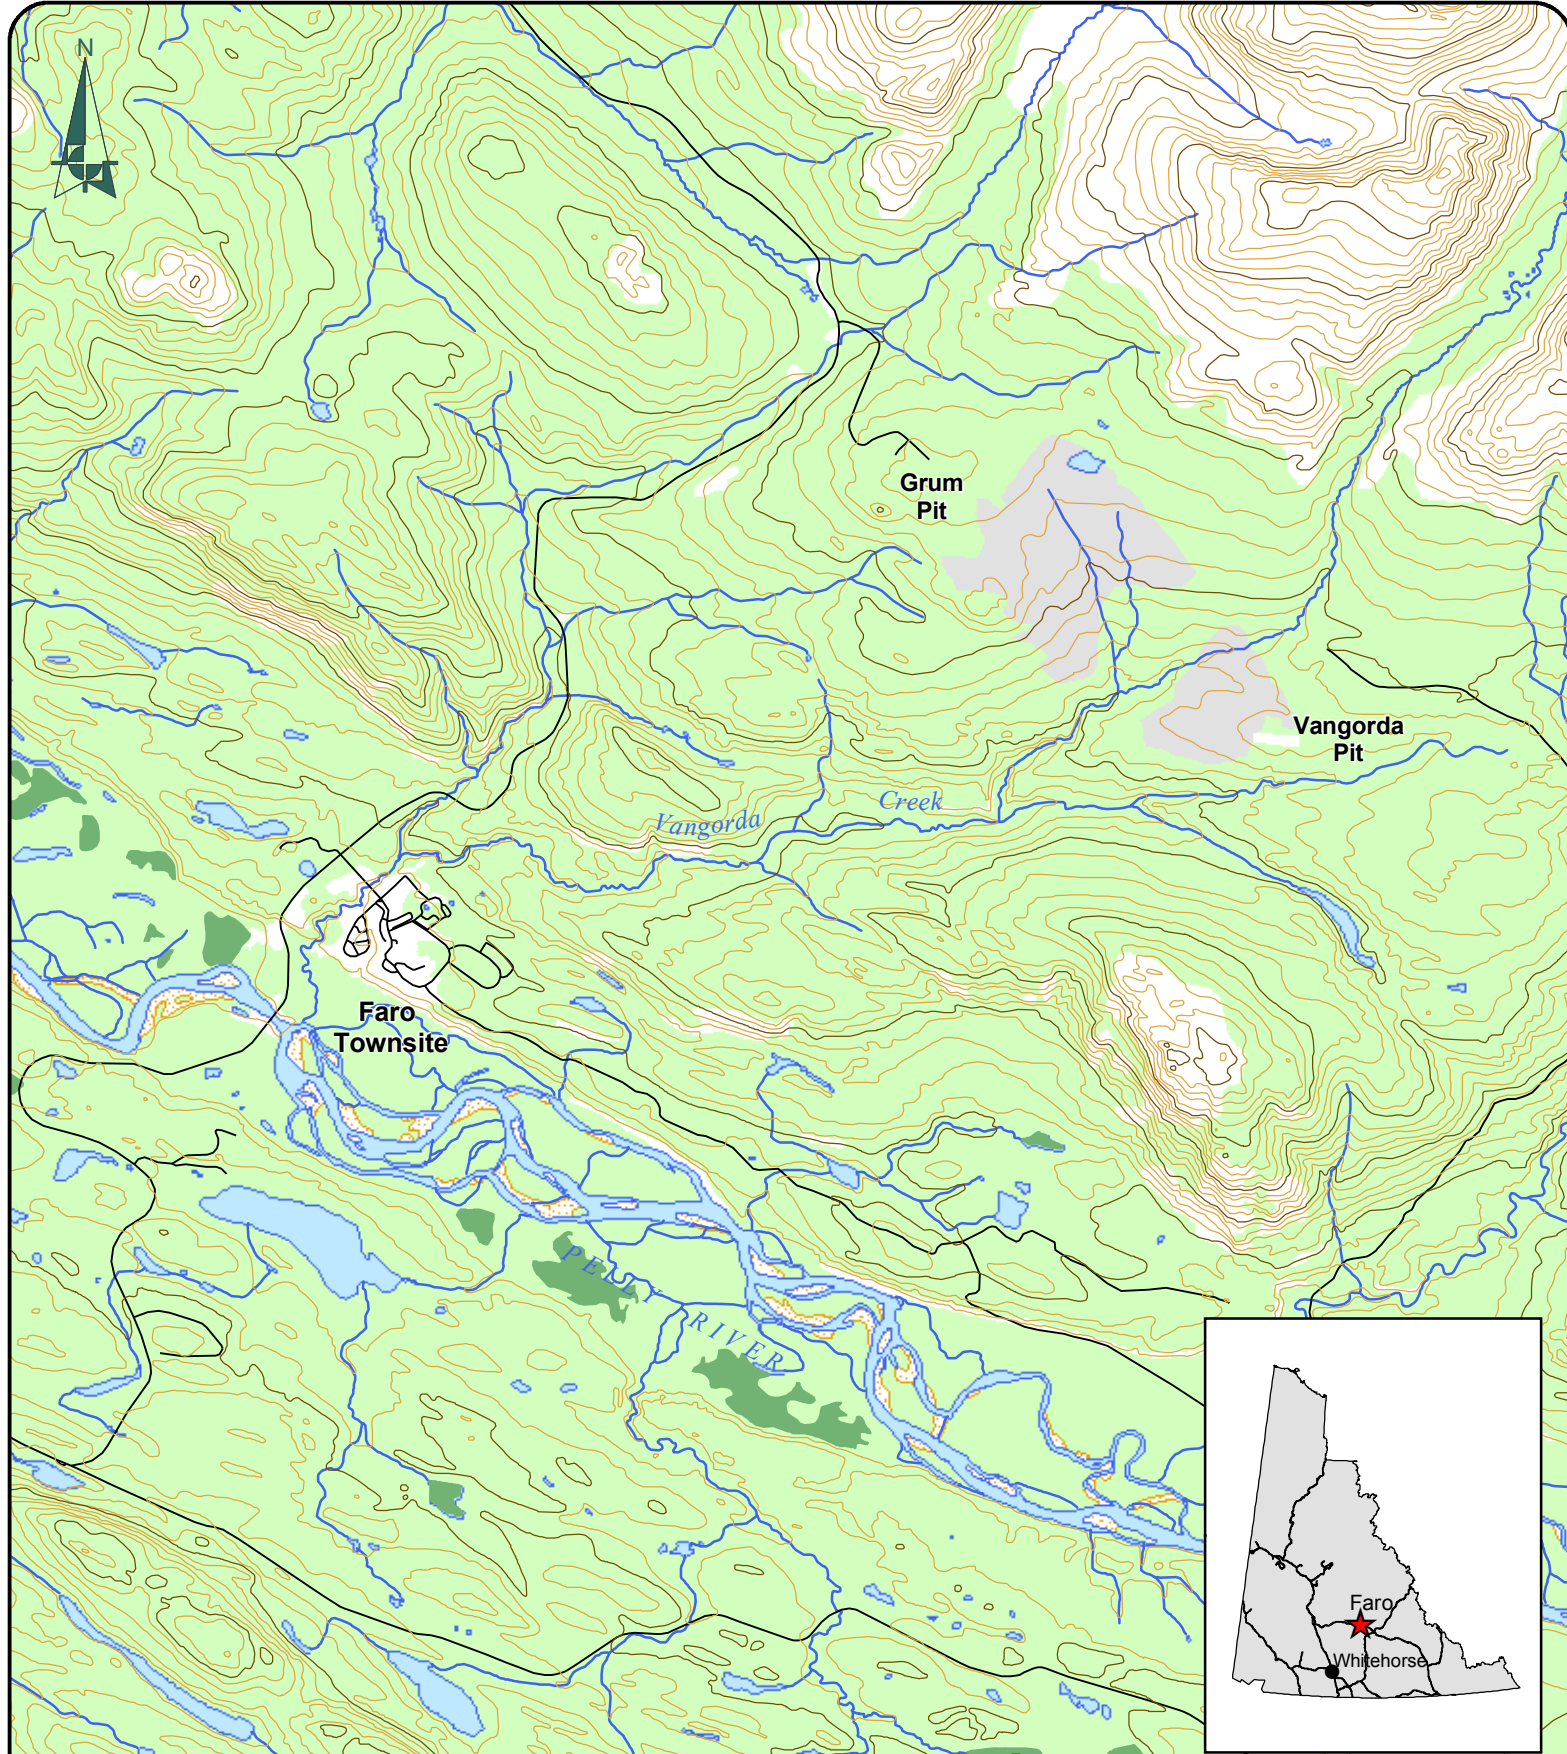 N
Grum
Pit
Vangorda
Pit
Vangorda Creek
Faro
Townsite
PELLY RIVER
Faro
Whitehorse